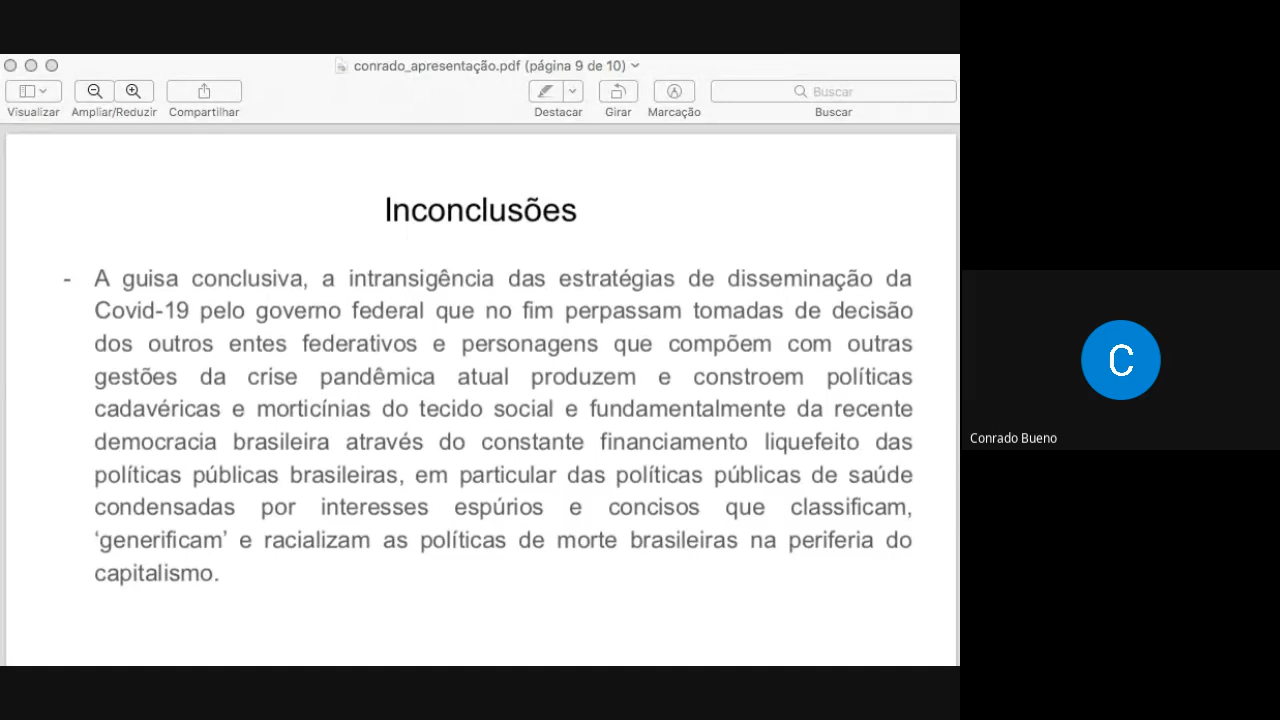 conrado_apresentação.pdf (página 9 de 10)
Visualizar
Ampliar/Reduzir
Compartilhar
Destacar
Girar
Marcação
Buscar
Buscar
Inconclusões
- A guisa conclusiva, a intransigência das estratégias de disseminação da
Covid-19 pelo governo federal que no fim perpassam tomadas de decisão
dos outros entes federativos e personagens que compõem com outras
gestões da crise pandêmica atual produzem e constroem políticas
cadavéricas e morticínias do tecido social e fundamentalmente da recente
democracia brasileira através do constante financiamento liquefeito das
políticas públicas brasileiras, em particular das políticas públicas de saúde
condensadas por interesses espúrios e concisos que classificam,
‘generificam’ e racializam as políticas de morte brasileiras na periferia do
capitalismo.
C
Conrado Bueno